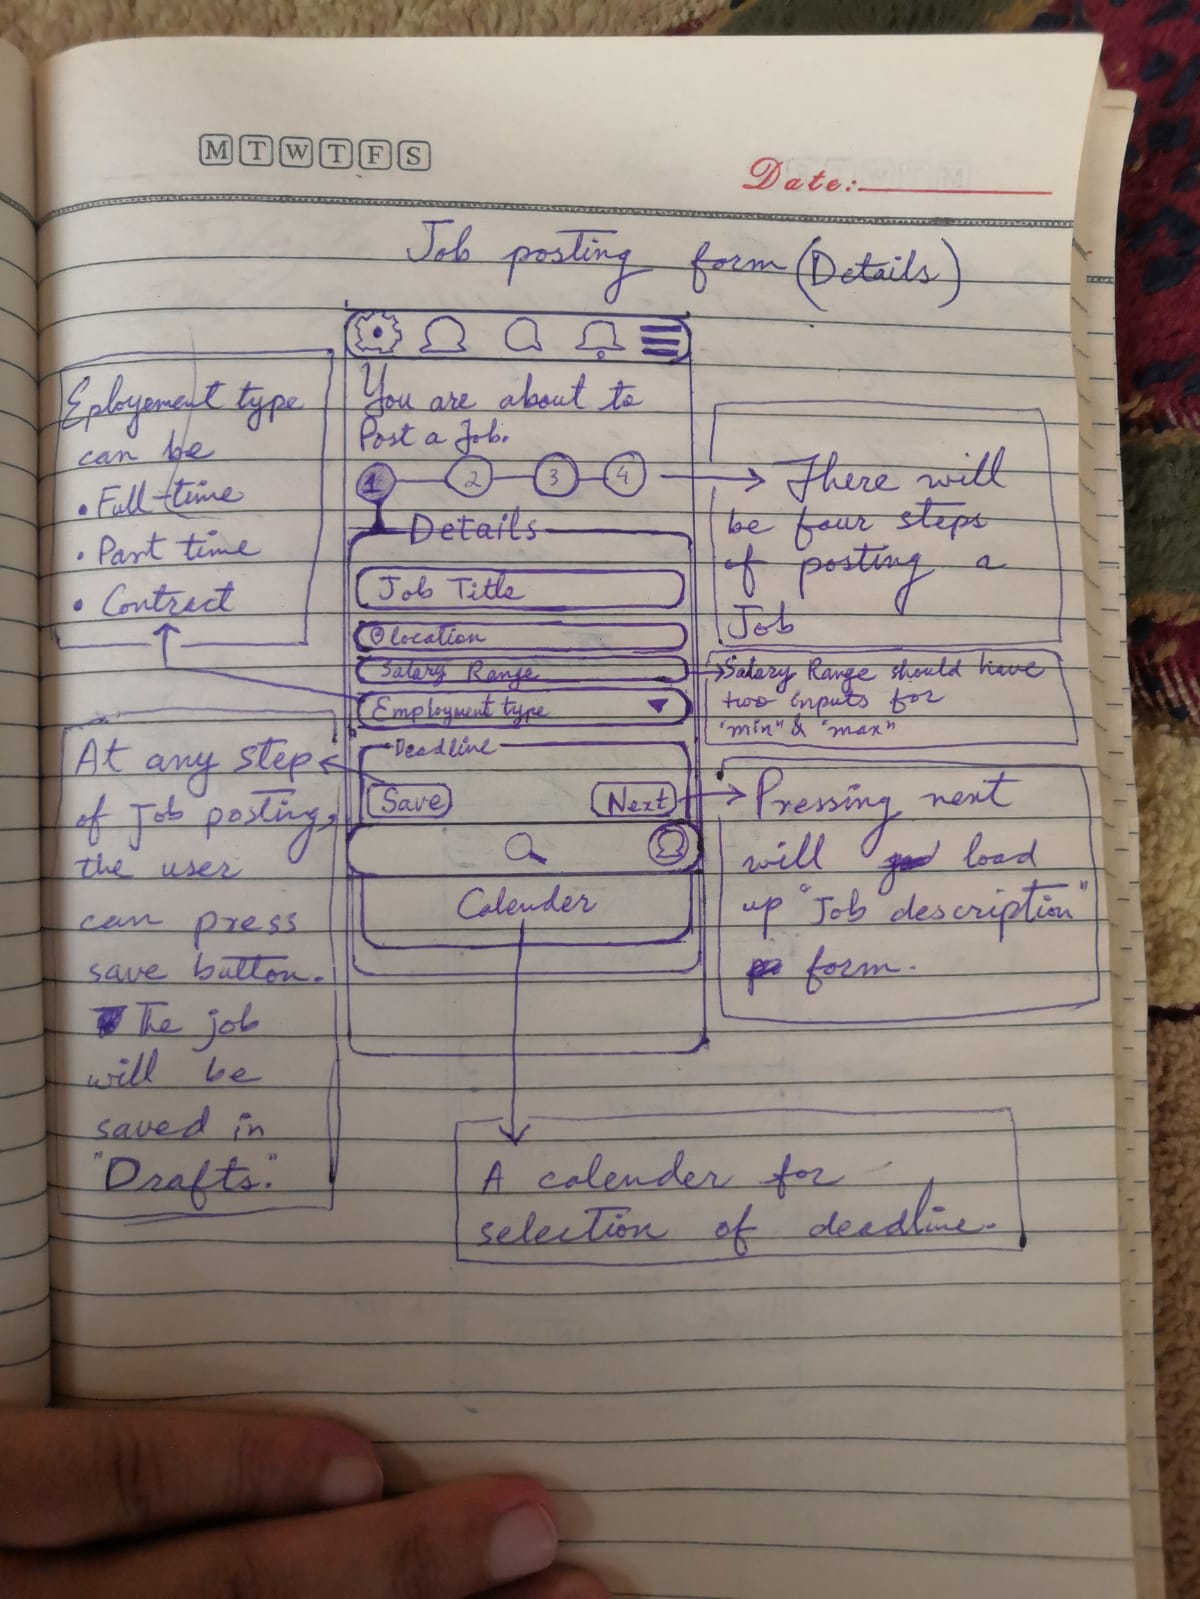 M T W T F S
Date:
Job posting form (Details)
You are about to
Post a Job.
1 2 3 4
Details
Job Title
location
Salary Range
Employment type
Deadline
Save
Next
Calender
Eployement type
can be
• Full-time
• Part time
• Contract
At any step
of Job posting,
the user
can press
save button.
The job
will be
saved in
"Drafts."
There will
be four steps
of posting a
Job
Salary Range should have
two inputs for
"min" & "max"
Pressing next
will load
up "Job description"
form.
A calender for
selection of deadline.